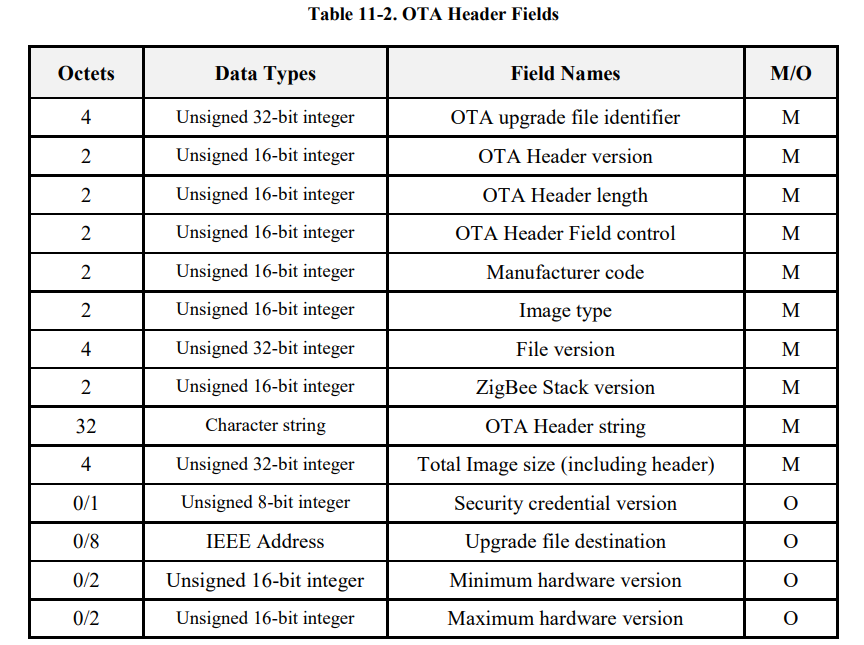 Table 11-2. OTA Header Fields
Octets Data Types Field Names M/O
4 Unsigned 32-bit integer OTA upgrade file identifier M
2 Unsigned 16-bit integer OTA Header version M
2 Unsigned 16-bit integer OTA Header length M
2 Unsigned 16-bit integer OTA Header Field control M
2 Unsigned 16-bit integer Manufacturer code M
2 Unsigned 16-bit integer Image type M
4 Unsigned 32-bit integer File version M
2 Unsigned 16-bit integer ZigBee Stack version M
32 Character string OTA Header string M
4 Unsigned 32-bit integer Total Image size (including header) M
0/1 Unsigned 8-bit integer Security credential version O
0/8 IEEE Address Upgrade file destination O
0/2 Unsigned 16-bit integer Minimum hardware version O
0/2 Unsigned 16-bit integer Maximum hardware version O